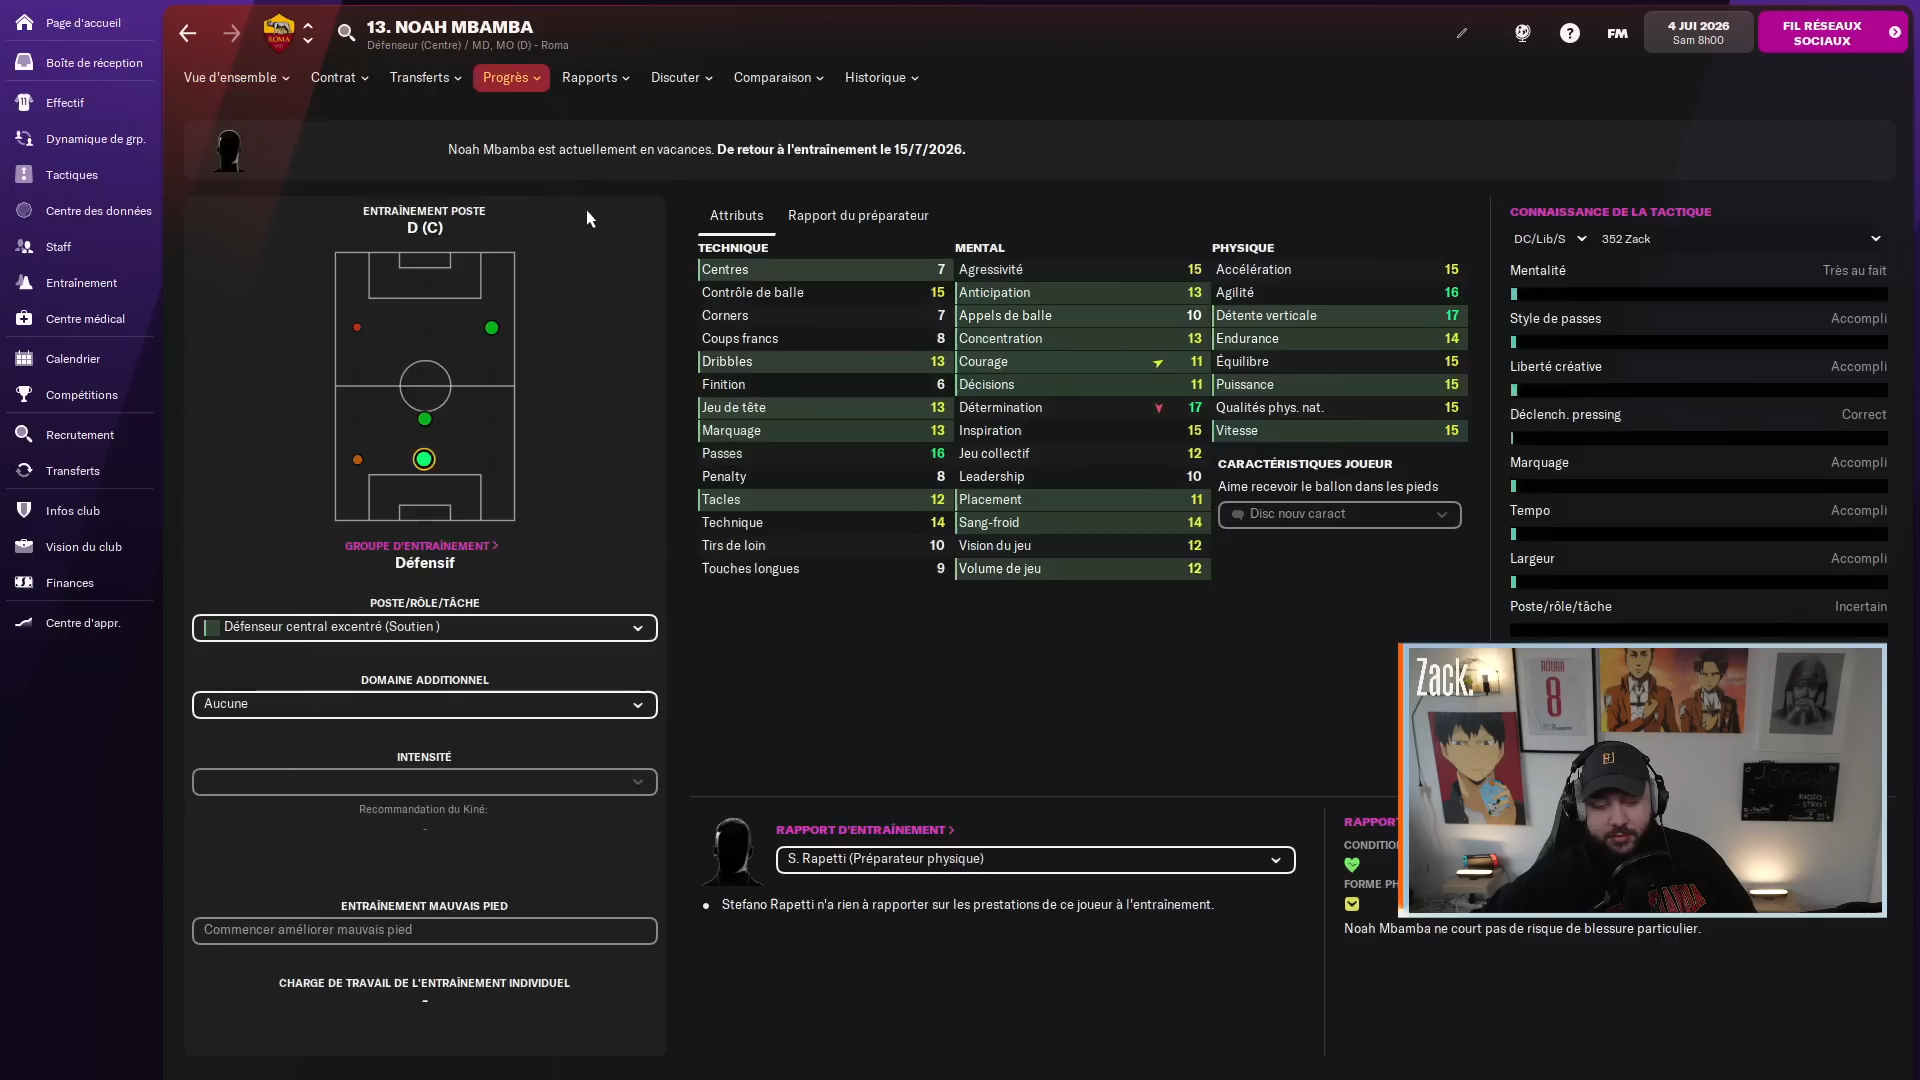 Page d'accueil
Boîte de réception
Effectif
Dynamique de grp.
Tactiques
Centre des données
Staff
Entraînement
Centre médical
Calendrier
Compétitions
Recrutement
Transferts
Infos club
Vision du club
Finances
Centre d'appr.
ROMA
13. NOAH MBAMBA
Défenseur (Centre) / MD, MO (D) - Roma
FM
4 JUI 2026
Sam 8h00
FIL RÉSEAUX
SOCIAUX
Vue d'ensemble
Contrat
Transferts
Progrès
Rapports
Discuter
Comparaison
Historique
Noah Mbamba est actuellement en vacances. De retour à l'entraînement le 15/7/2026.
ENTRAÎNEMENT POSTE
D (C)
GROUPE D'ENTRAÎNEMENT >
Défensif
POSTE/RÔLE/TÂCHE
Défenseur central excentré (Soutien )
DOMAINE ADDITIONNEL
Aucune
INTENSITÉ
Recommandation du Kiné:
-
ENTRAÎNEMENT MAUVAIS PIED
Commencer améliorer mauvais pied
CHARGE DE TRAVAIL DE L'ENTRAÎNEMENT INDIVIDUEL
-
Attributs
Rapport du préparateur
TECHNIQUE
Centres 7
Contrôle de balle 15
Corners 7
Coups francs 8
Dribbles 13
Finition 6
Jeu de tête 13
Marquage 13
Passes 16
Penalty 8
Tacles 12
Technique 14
Tirs de loin 10
Touches longues 9
MENTAL
Agressivité 15
Anticipation 13
Appels de balle 10
Concentration 13
Courage 11
Décisions 11
Détermination 17
Inspiration 15
Jeu collectif 12
Leadership 10
Placement 11
Sang-froid 14
Vision du jeu 12
Volume de jeu 12
PHYSIQUE
Accélération 15
Agilité 16
Détente verticale 17
Endurance 14
Équilibre 15
Puissance 15
Qualités phys. nat. 15
Vitesse 15
CARACTÉRISTIQUES JOUEUR
Aime recevoir le ballon dans les pieds
Disc nouv caract
CONNAISSANCE DE LA TACTIQUE
DC/Lib/S
352 Zack
Mentalité Très au fait
Style de passes Accompli
Liberté créative Accompli
Déclench. pressing Correct
Marquage Accompli
Tempo Accompli
Largeur Accompli
Poste/rôle/tâche Incertain
RAPPORT D'ENTRAÎNEMENT >
S. Rapetti (Préparateur physique)
Stefano Rapetti n'a rien à rapporter sur les prestations de ce joueur à l'entraînement.
RAPPORT
CONDITIO
FORME PH
Noah Mbamba ne court pas de risque de blessure particulier.
Zack.
8